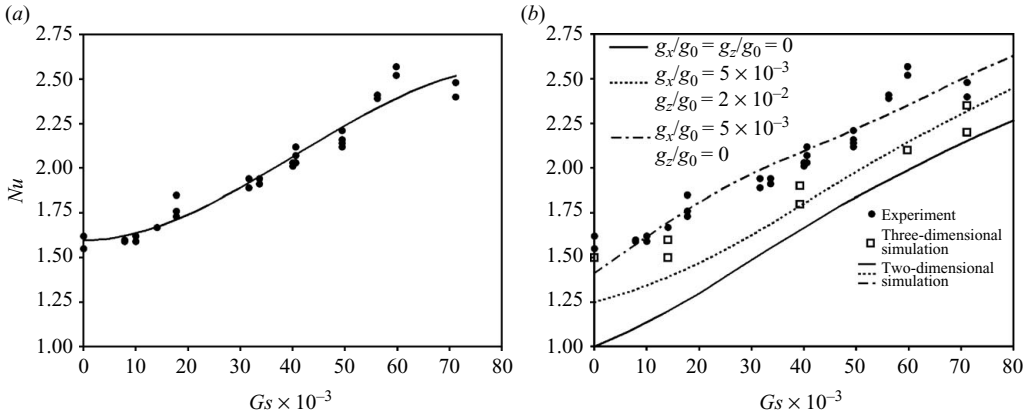 (a)
2.75
2.50
2.25
2.00
1.75
1.50
1.25
1.00
Nu
0 10 20 30 40 50 60 70 80
Gs × 10⁻³
(b)
2.75
2.50
2.25
2.00
1.75
1.50
1.25
1.00
gₓ/g₀ = g_z/g₀ = 0
gₓ/g₀ = 5 × 10⁻³
g_z/g₀ = 2 × 10⁻²
gₓ/g₀ = 5 × 10⁻³
g_z/g₀ = 0
Experiment
Three-dimensional
simulation
Two-dimensional
simulation
0 10 20 30 40 50 60 70 80
Gs × 10⁻³